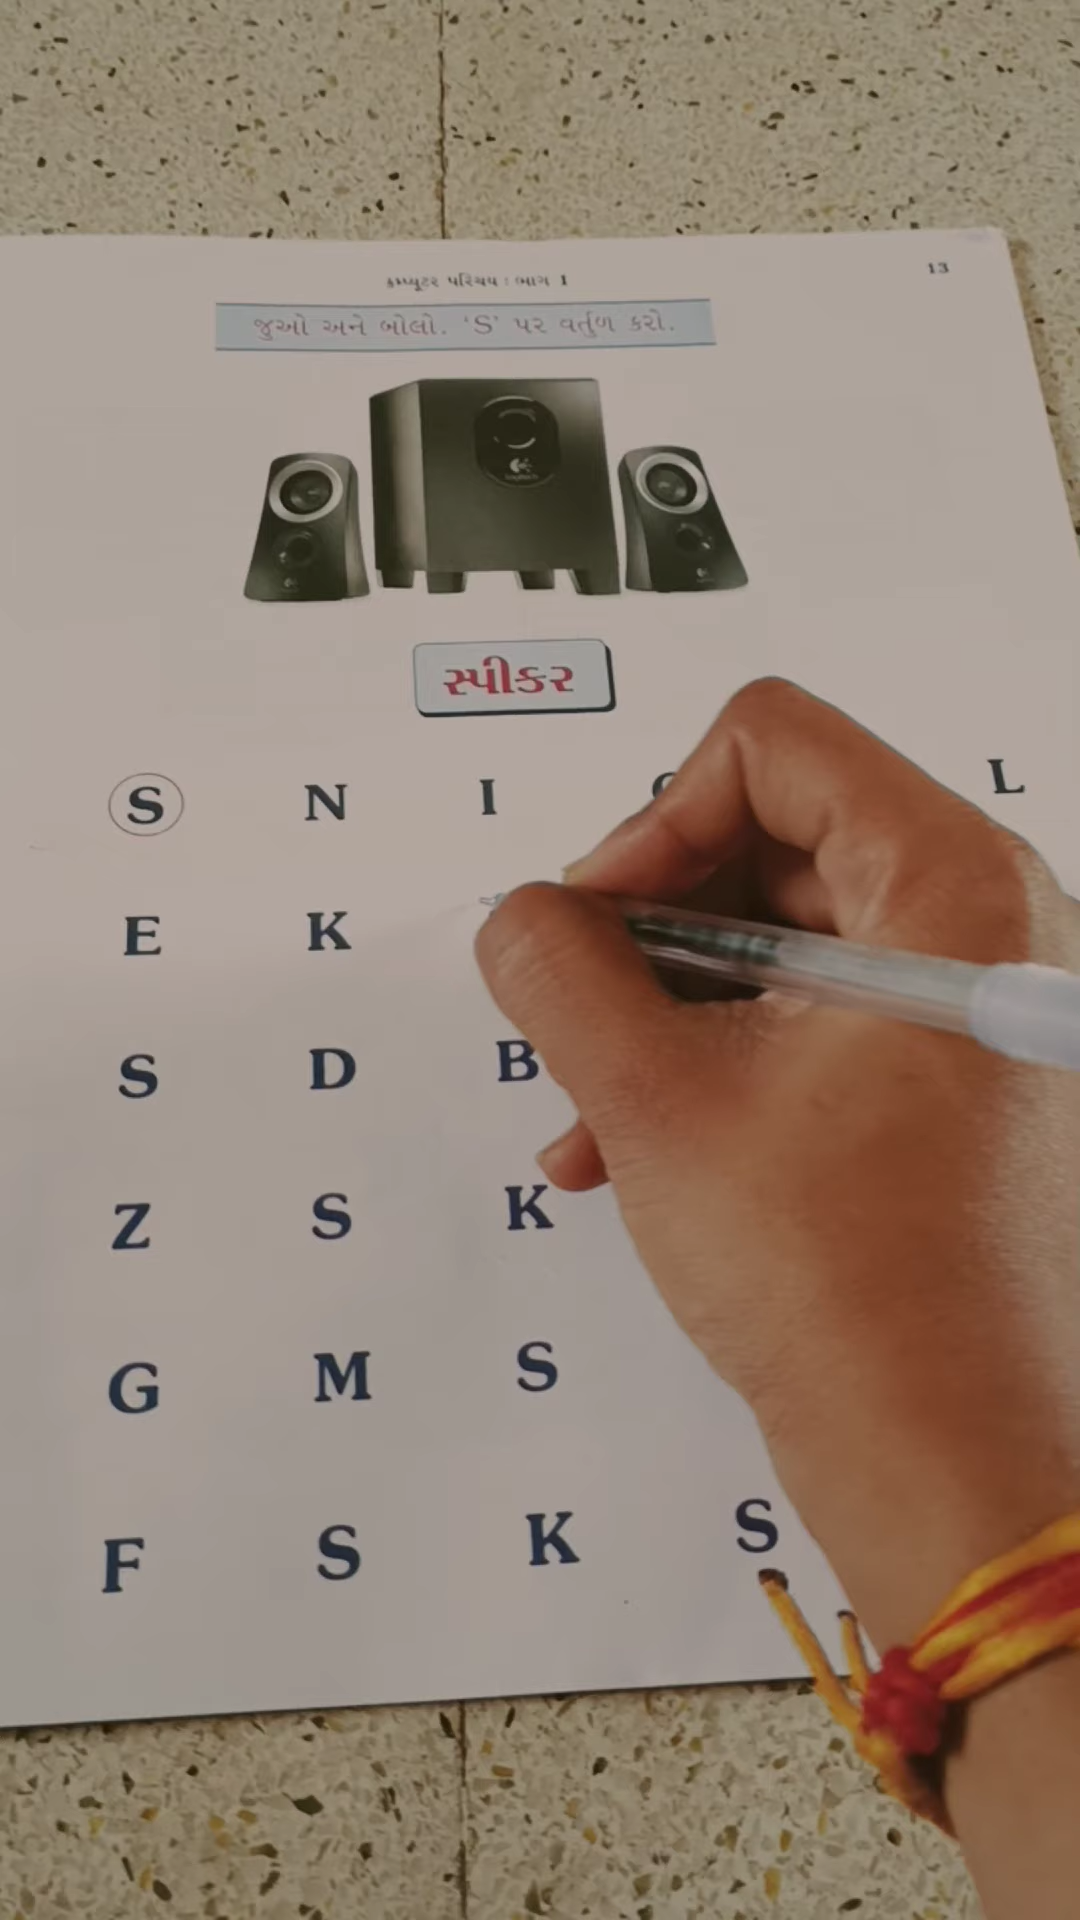 કમ્પ્યૂટર પરિચય : ભાગ 1
13
જુઓ અને બોલો. 'S' પર વર્તુળ કરો.
સ્પીકર
S N I L
E K
S D B
Z S K
G M S
F S K S